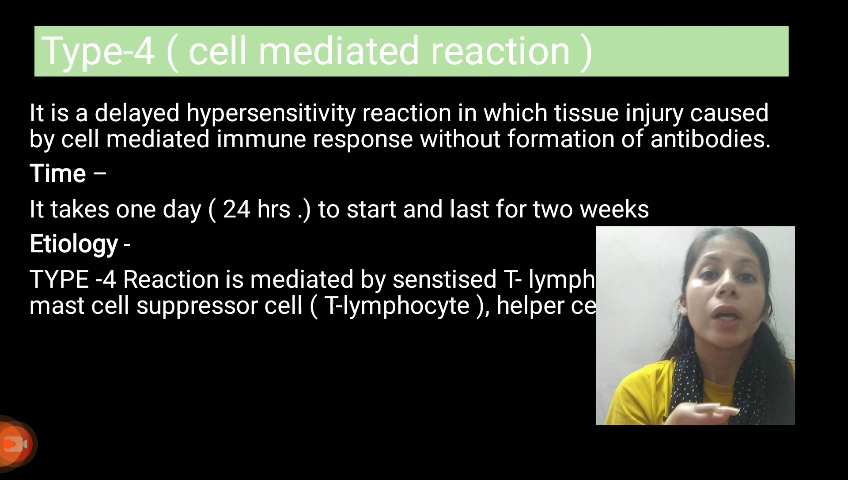 Type-4 ( cell mediated reaction )
It is a delayed hypersensitivity reaction in which tissue injury caused
by cell mediated immune response without formation of antibodies.
Time –
It takes one day ( 24 hrs .) to start and last for two weeks
Etiology -
TYPE -4 Reaction is mediated by senstised T- lymph
mast cell suppressor cell ( T-lymphocyte ), helper ce